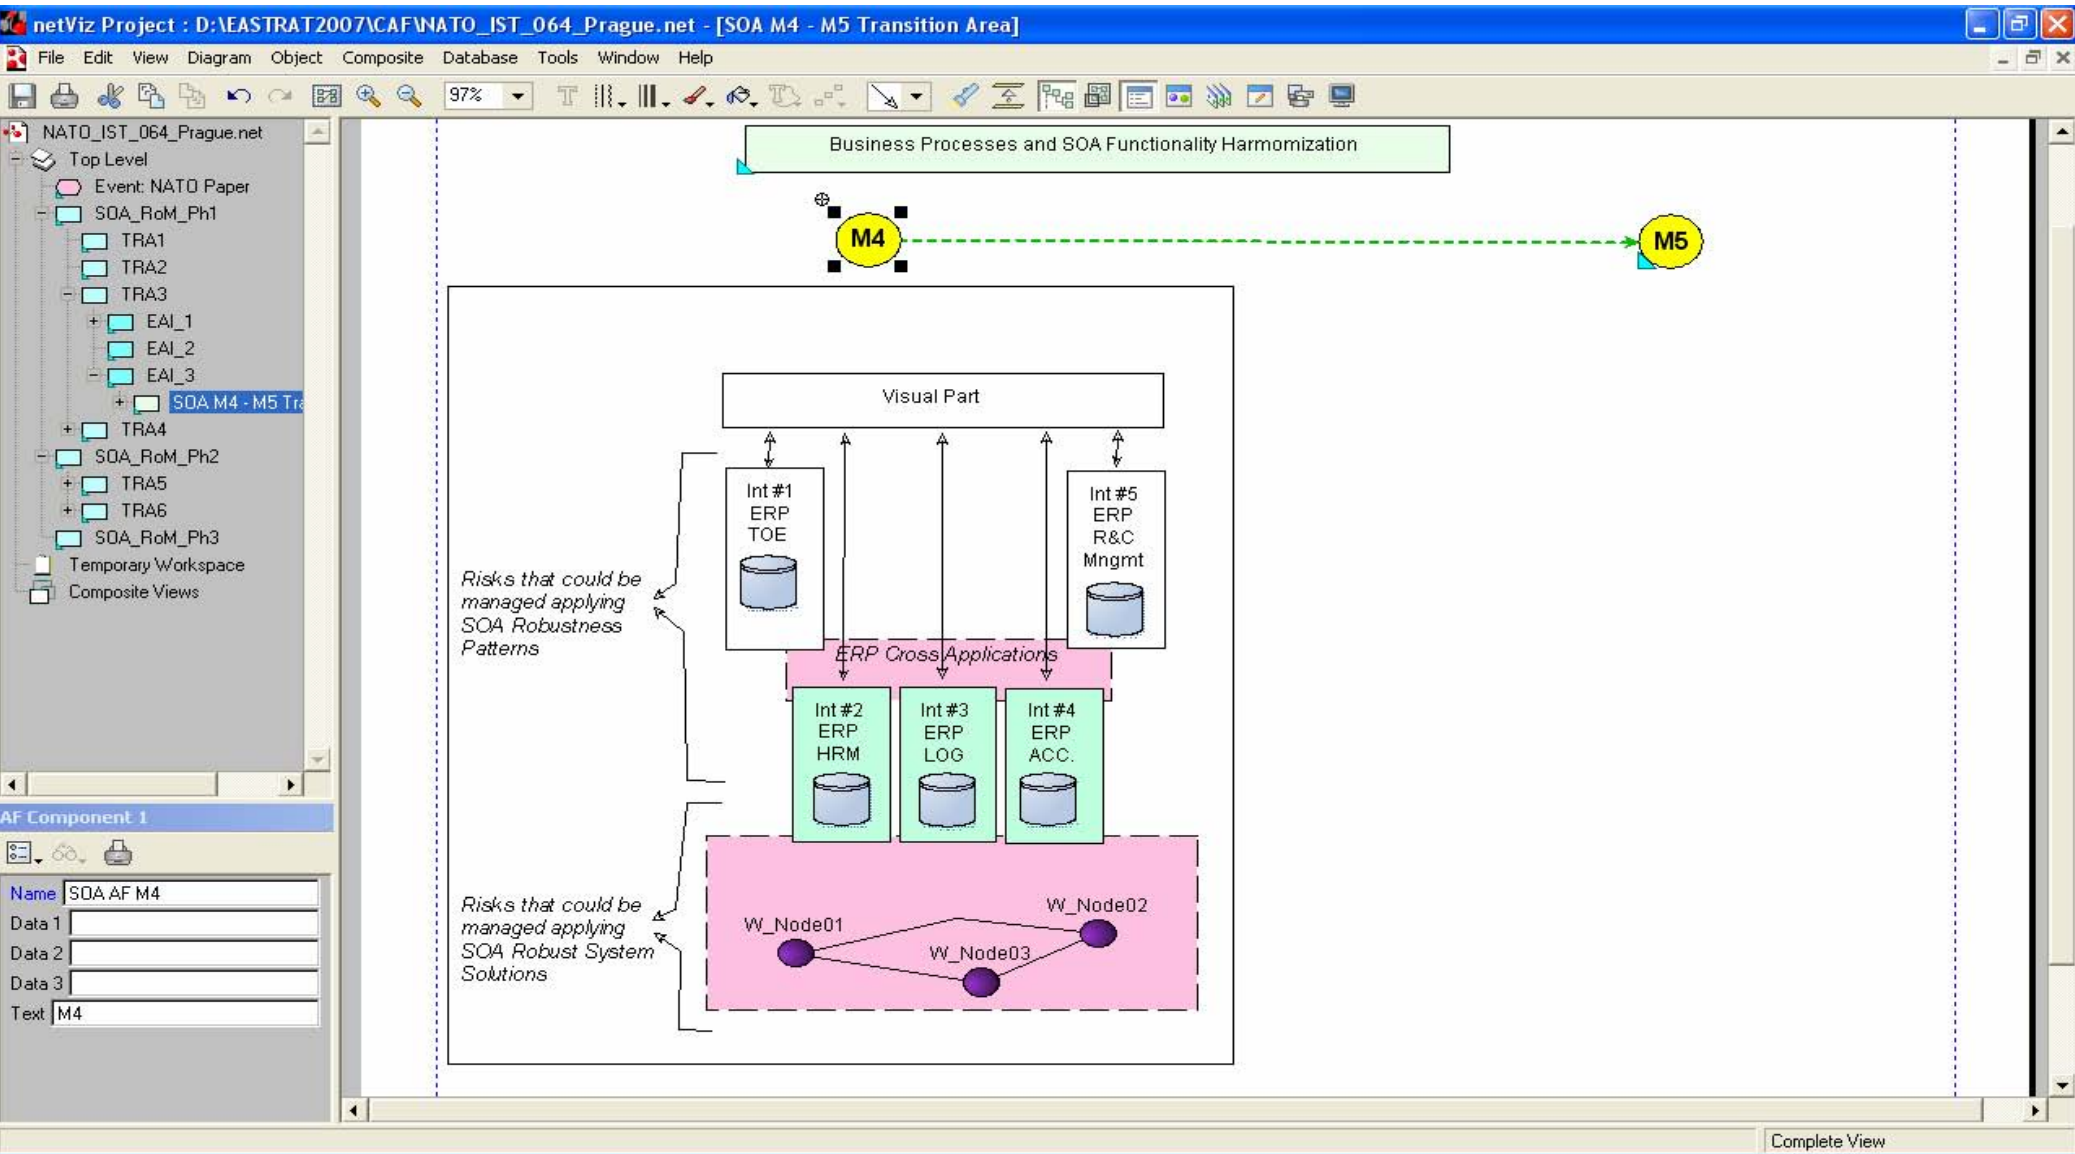 netViz Project : D:\EASTRAT2007\CAF\NATO_IST_064_Prague.net - [SOA M4 - M5 Transition Area]
File Edit View Diagram Object Composite Database Tools Window Help
97%
NATO_IST_064_Prague.net
Top Level
Event: NATO Paper
SOA_RoM_Ph1
TRA1
TRA2
TRA3
EAI_1
EAI_2
EAI_3
SOA M4 - M5 Tra
TRA4
SOA_RoM_Ph2
TRA5
TRA6
SOA_RoM_Ph3
Temporary Workspace
Composite Views
AF Component 1
Name SOA AF M4
Data 1
Data 2
Data 3
Text M4
Business Processes and SOA Functionality Harmomization
M4
M5
Visual Part
Int #1
ERP
TOE
Int #5
ERP
R&C
Mngmt
Risks that could be
managed applying
SOA Robustness
Patterns
ERP Cross Applications
Int #2
ERP
HRM
Int #3
ERP
LOG
Int #4
ERP
ACC.
Risks that could be
managed applying
SOA Robust System
Solutions
W_Node01
W_Node02
W_Node03
Complete View